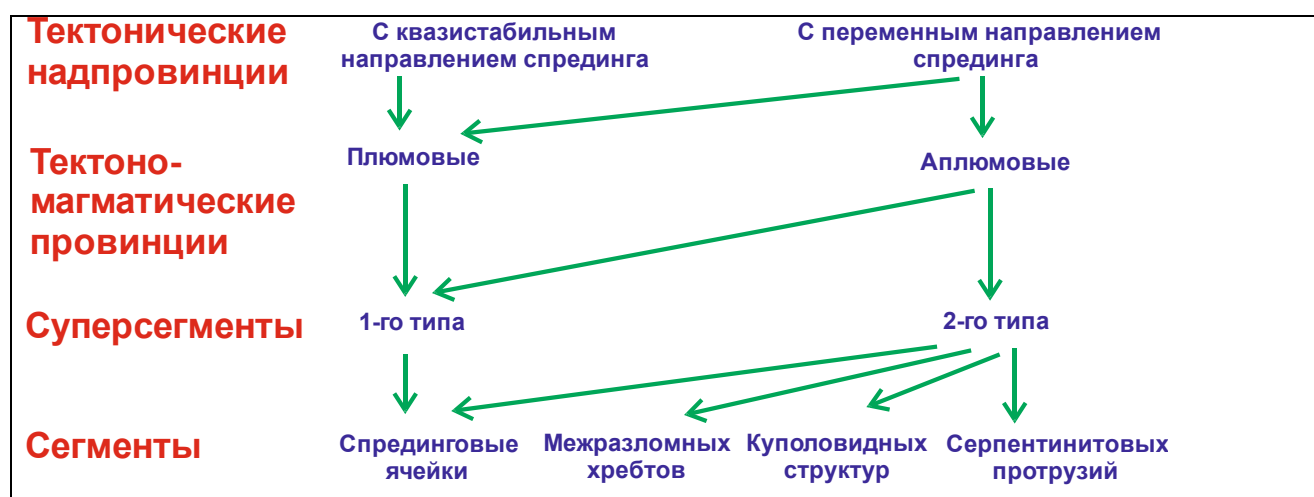 Тектонические
надпровинции
С квазистабильным
направлением спрединга
С переменным направлением
спрединга
Тектоно-
магматические
провинции
Плюмовые
Аплюмовые
Суперсегменты
1-го типа
2-го типа
Сегменты
Спрединговые
ячейки
Межразломных
хребтов
Куполовидных
структур
Серпентинитовых
протрузий